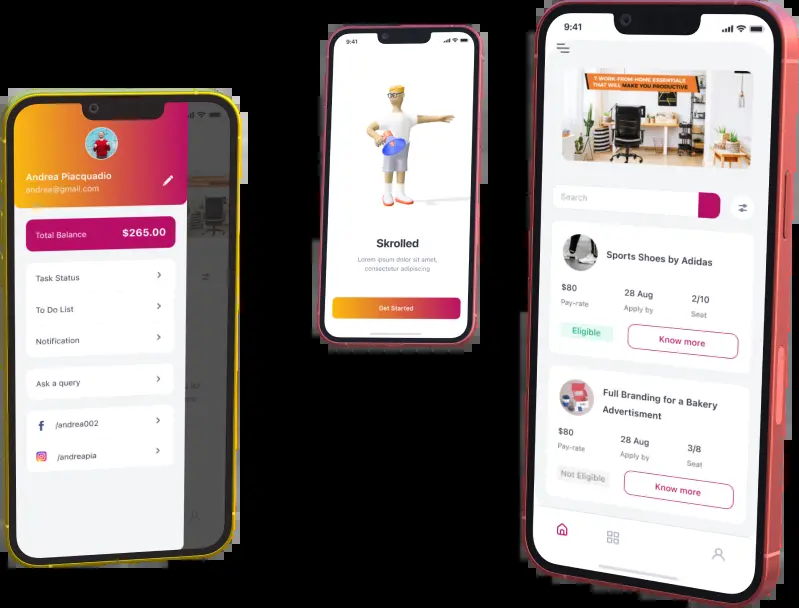 Andrea Piacquadio
andrea@gmail.com
Total Balance
$265.00
Task Status
To Do List
Notification
Ask a query
/andrea002
/andreapia
9:41
Skrolled
Lorem ipsum dolor sit amet,
consectetur adipiscing
Get Started
9:41
7 WORK-FROM-HOME ESSENTIALS
THAT WILL MAKE YOU PRODUCTIVE
Search
Sports Shoes by Adidas
$80
28 Aug
2/10
Pay-rate
Apply by
Seat
Eligible
Know more
Full Branding for a Bakery
Advertisment
$80
28 Aug
3/8
Pay-rate
Apply by
Seat
Not Eligible
Know more